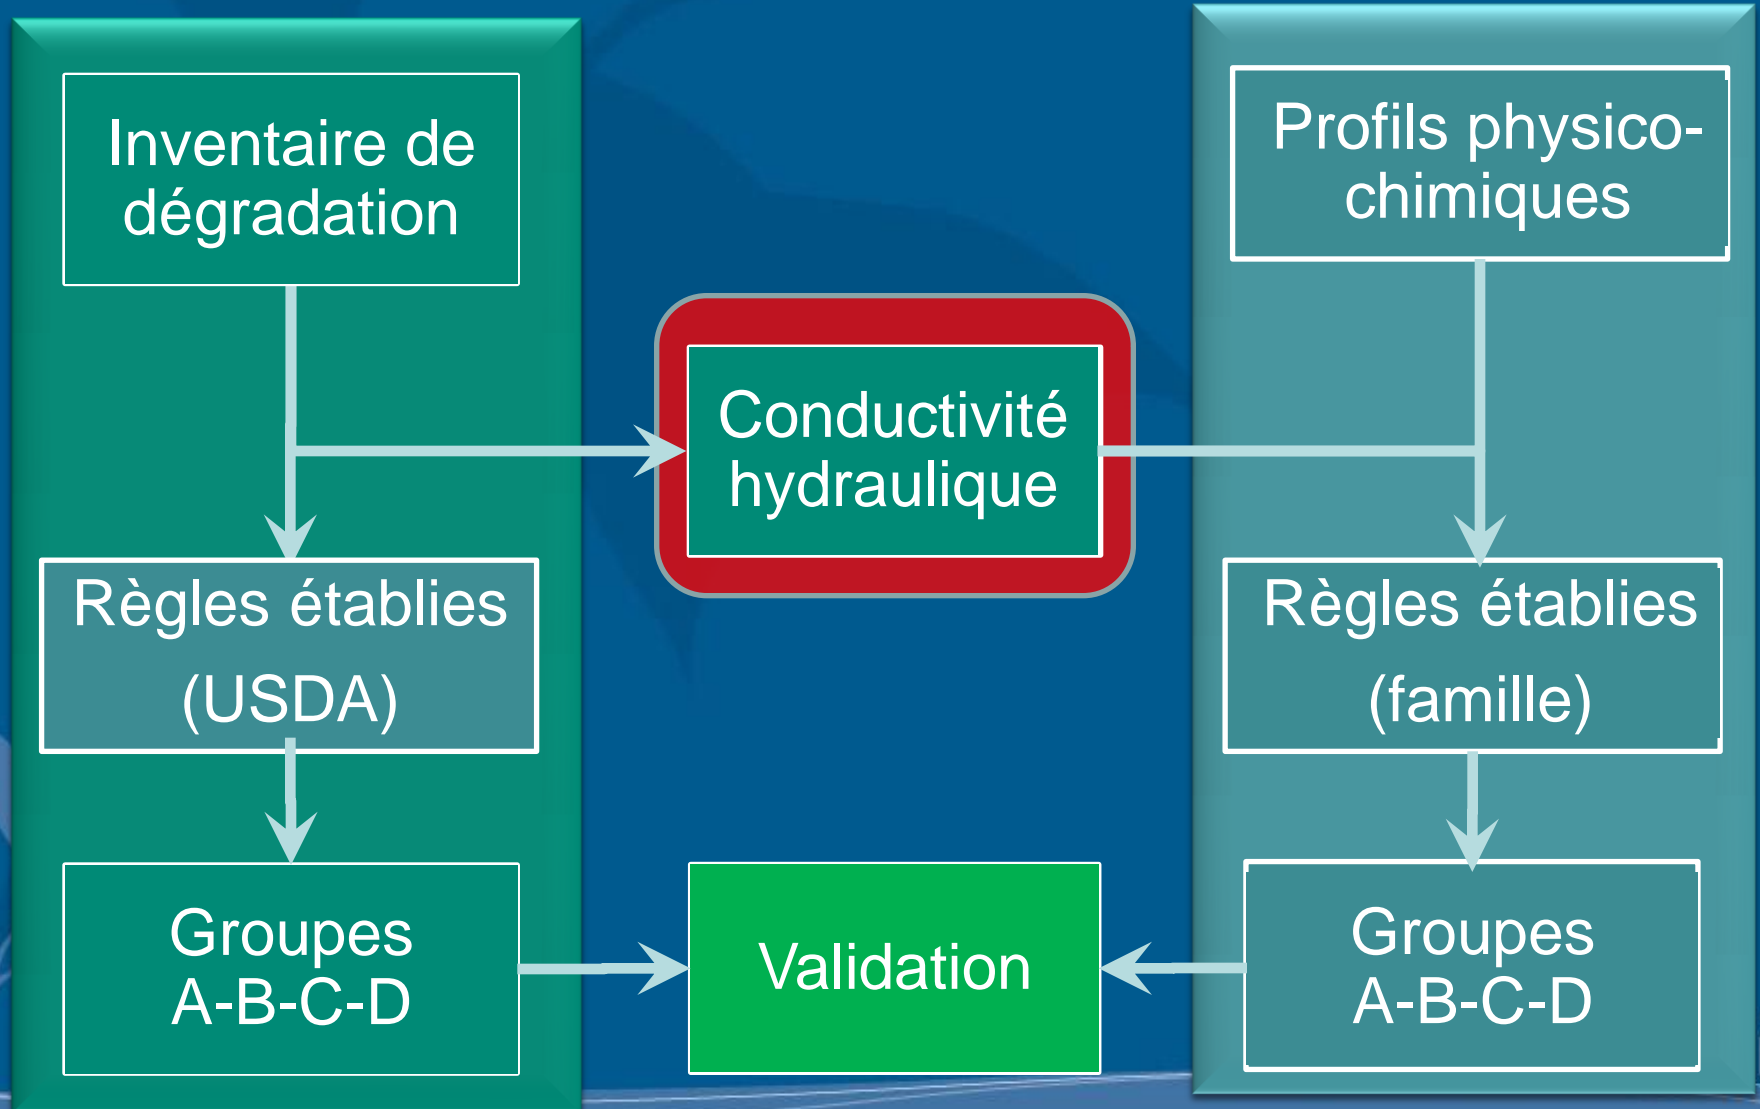 Inventaire de
dégradation
Profils physico-
chimiques
Conductivité
hydraulique
Règles établies
(USDA)
Règles établies
(famille)
Groupes
A-B-C-D
Validation
Groupes
A-B-C-D